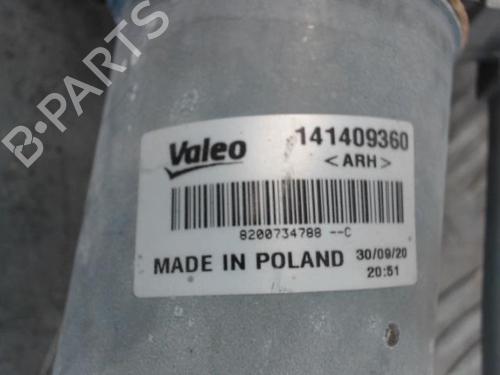 Valeo 141409360
<ARH>
8200734788 --C
MADE IN POLAND 30/09/20
20:51
B-PARTS